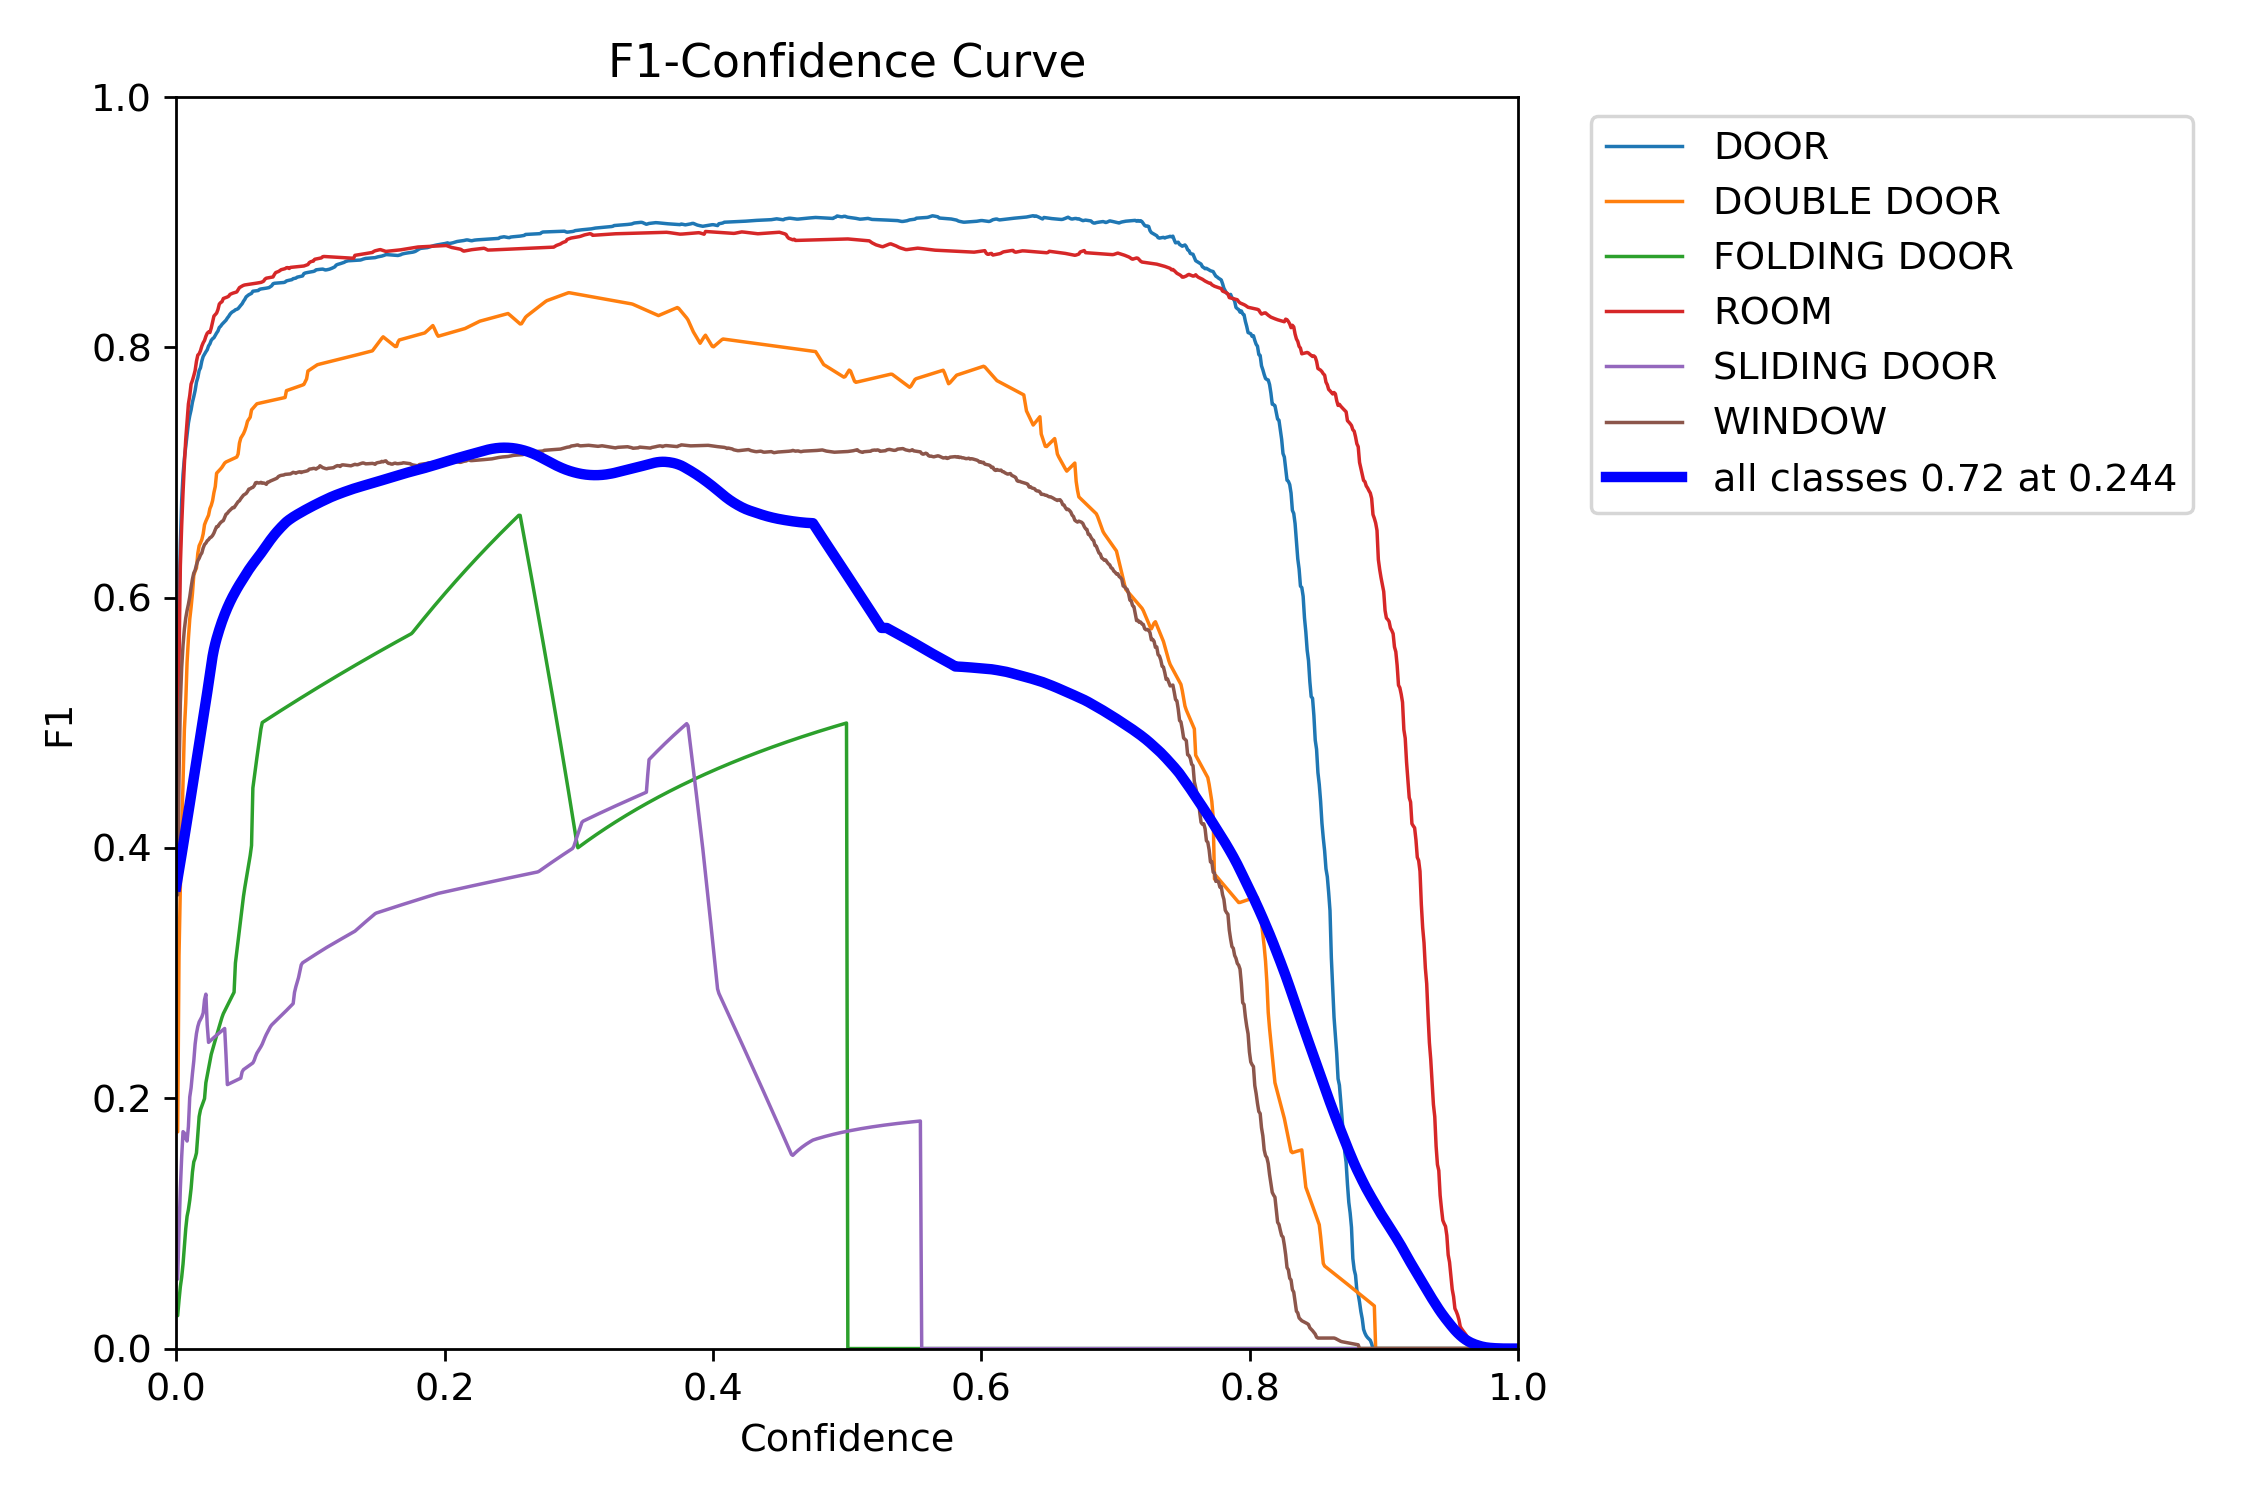 F1-Confidence Curve
1.0
0.8
0.6
0.4
0.2
0.0
F1
0.0 0.2 0.4 0.6 0.8 1.0
Confidence
DOOR
DOUBLE DOOR
FOLDING DOOR
ROOM
SLIDING DOOR
WINDOW
all classes 0.72 at 0.244